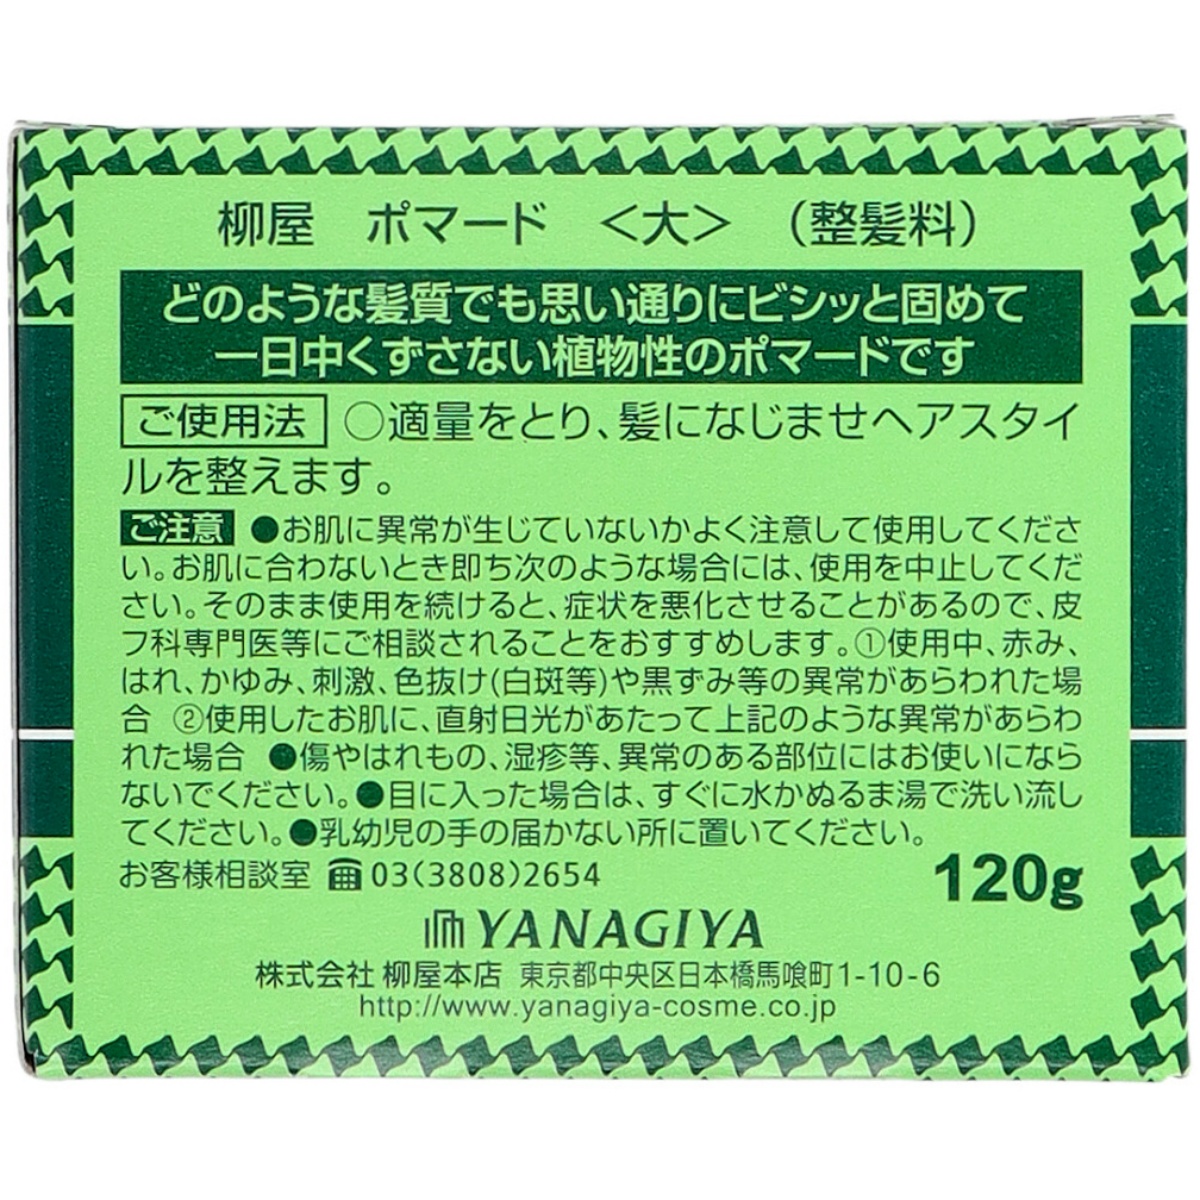 柳屋　ポマード　＜大＞　（整髪料）
どのような髪質でも思い通りにビシッと固めて
一日中くずさない植物性のポマードです
ご使用法 ○適量をとり、髪になじませヘアスタイ
ルを整えます。
ご注意 ●お肌に異常が生じていないかよく注意して使用してくださ
い。お肌に合わないとき即ち次のような場合には、使用を中止してくだ
さい。そのまま使用を続けると、症状を悪化させることがあるので、皮
フ科専門医等にご相談されることをおすすめします。①使用中、赤み、
はれ、かゆみ、刺激、色抜け(白斑等)や黒ずみ等の異常があらわれた場
合 ②使用したお肌に、直射日光があたって上記のような異常があらわ
れた場合 ●傷やはれもの、湿疹等、異常のある部位にはお使いになら
ないでください。●目に入った場合は、すぐに水かぬるま湯で洗い流し
てください。●乳幼児の手の届かない所に置いてください。
お客様相談室 ☎03(3808)2654
120g
YANAGIYA
株式会社 柳屋本店 東京都中央区日本橋馬喰町1-10-6
http://www.yanagiya-cosme.co.jp